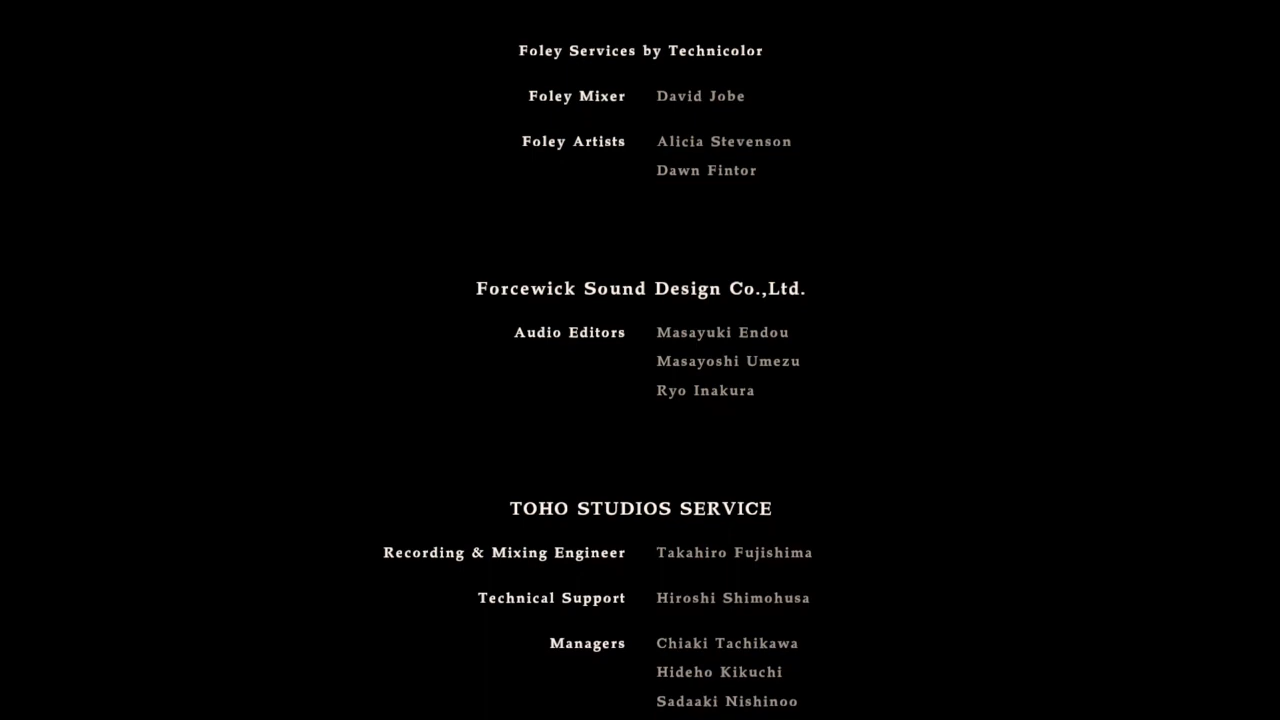 Foley Services by Technicolor
Foley Mixer David Jobe
Foley Artists Alicia Stevenson
Dawn Fintor
Forcewick Sound Design Co.,Ltd.
Audio Editors Masayuki Endou
Masayoshi Umezu
Ryo Inakura
TOHO STUDIOS SERVICE
Recording & Mixing Engineer Takahiro Fujishima
Technical Support Hiroshi Shimohusa
Managers Chiaki Tachikawa
Hideho Kikuchi
Sadaaki Nishinoo